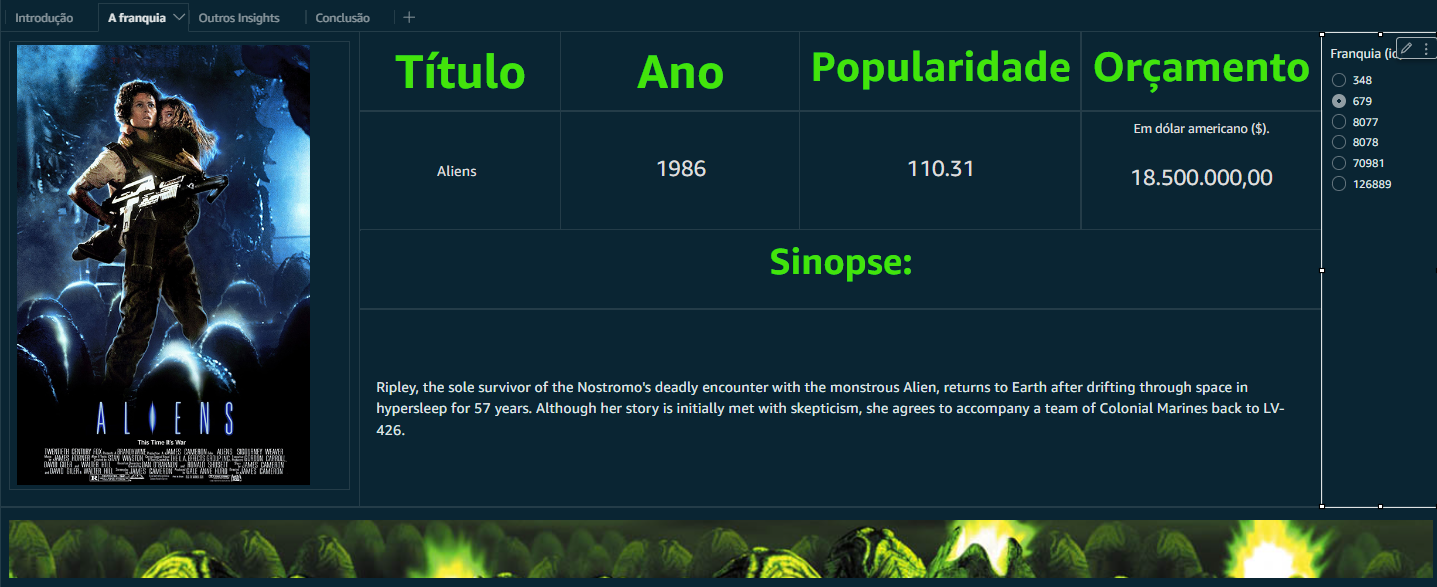 Introdução
A franquia
Outros Insights
Conclusão
Título
Ano
Popularidade
Orçamento
Aliens
1986
110.31
Em dólar americano ($).
18.500.000,00
Sinopse:
Ripley, the sole survivor of the Nostromo's deadly encounter with the monstrous Alien, returns to Earth after drifting through space in
hypersleep for 57 years. Although her story is initially met with skepticism, she agrees to accompany a team of Colonial Marines back to LV-
426.
Franquia
348
679
8077
8078
70981
126889
ALIENS
This Time It's War